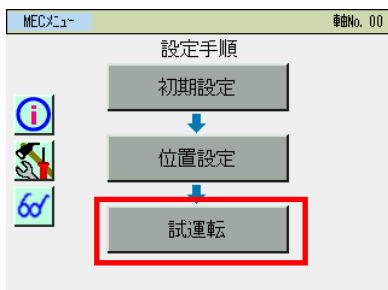 MECメニュー
軸No. 00
設定手順
初期設定
位置設定
試運転